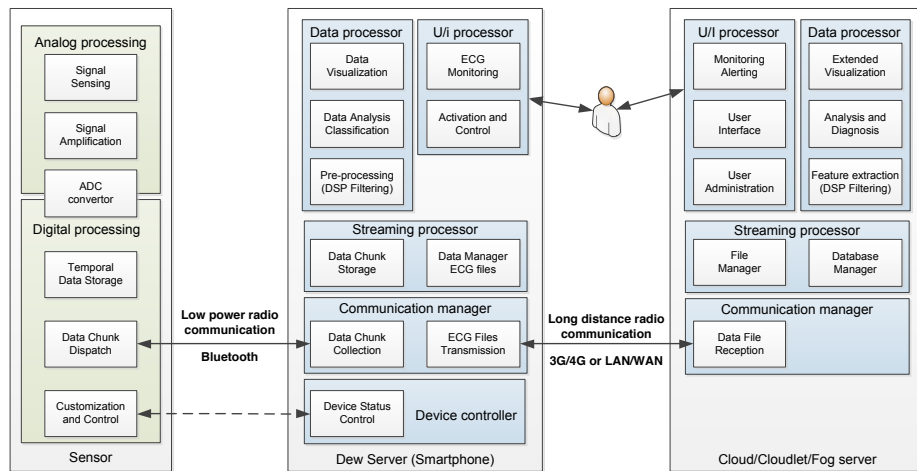 Analog processing
Signal
Sensing
Signal
Amplification
ADC
convertor
Digital processing
Temporal
Data Storage
Data Chunk
Dispatch
Customization
and Control
Sensor
Low power radio
communication
Bluetooth
Data processor
Data
Visualization
Data Analysis
Classification
Pre-processing
(DSP Filtering)
U/i processor
ECG
Monitoring
Activation and
Control
Streaming processor
Data Chunk
Storage
Data Manager
ECG files
Communication manager
Data Chunk
Collection
ECG Files
Transmission
Device Status
Control
Device controller
Dew Server (Smartphone)
Long distance radio
communication
3G/4G or LAN/WAN
U/I processor
Monitoring
Alerting
User
Interface
User
Administration
Data processor
Extended
Visualization
Analysis and
Diagnosis
Feature extraction
(DSP Filtering)
Streaming processor
File
Manager
Database
Manager
Communication manager
Data File
Reception
Cloud/Cloudlet/Fog server